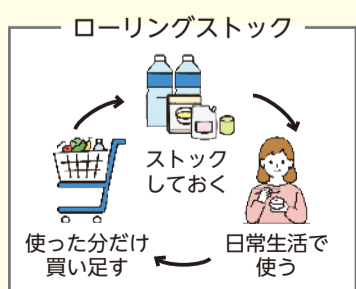 ローリングストック
ストック
しておく
日常生活で
使う
使った分だけ
買い足す